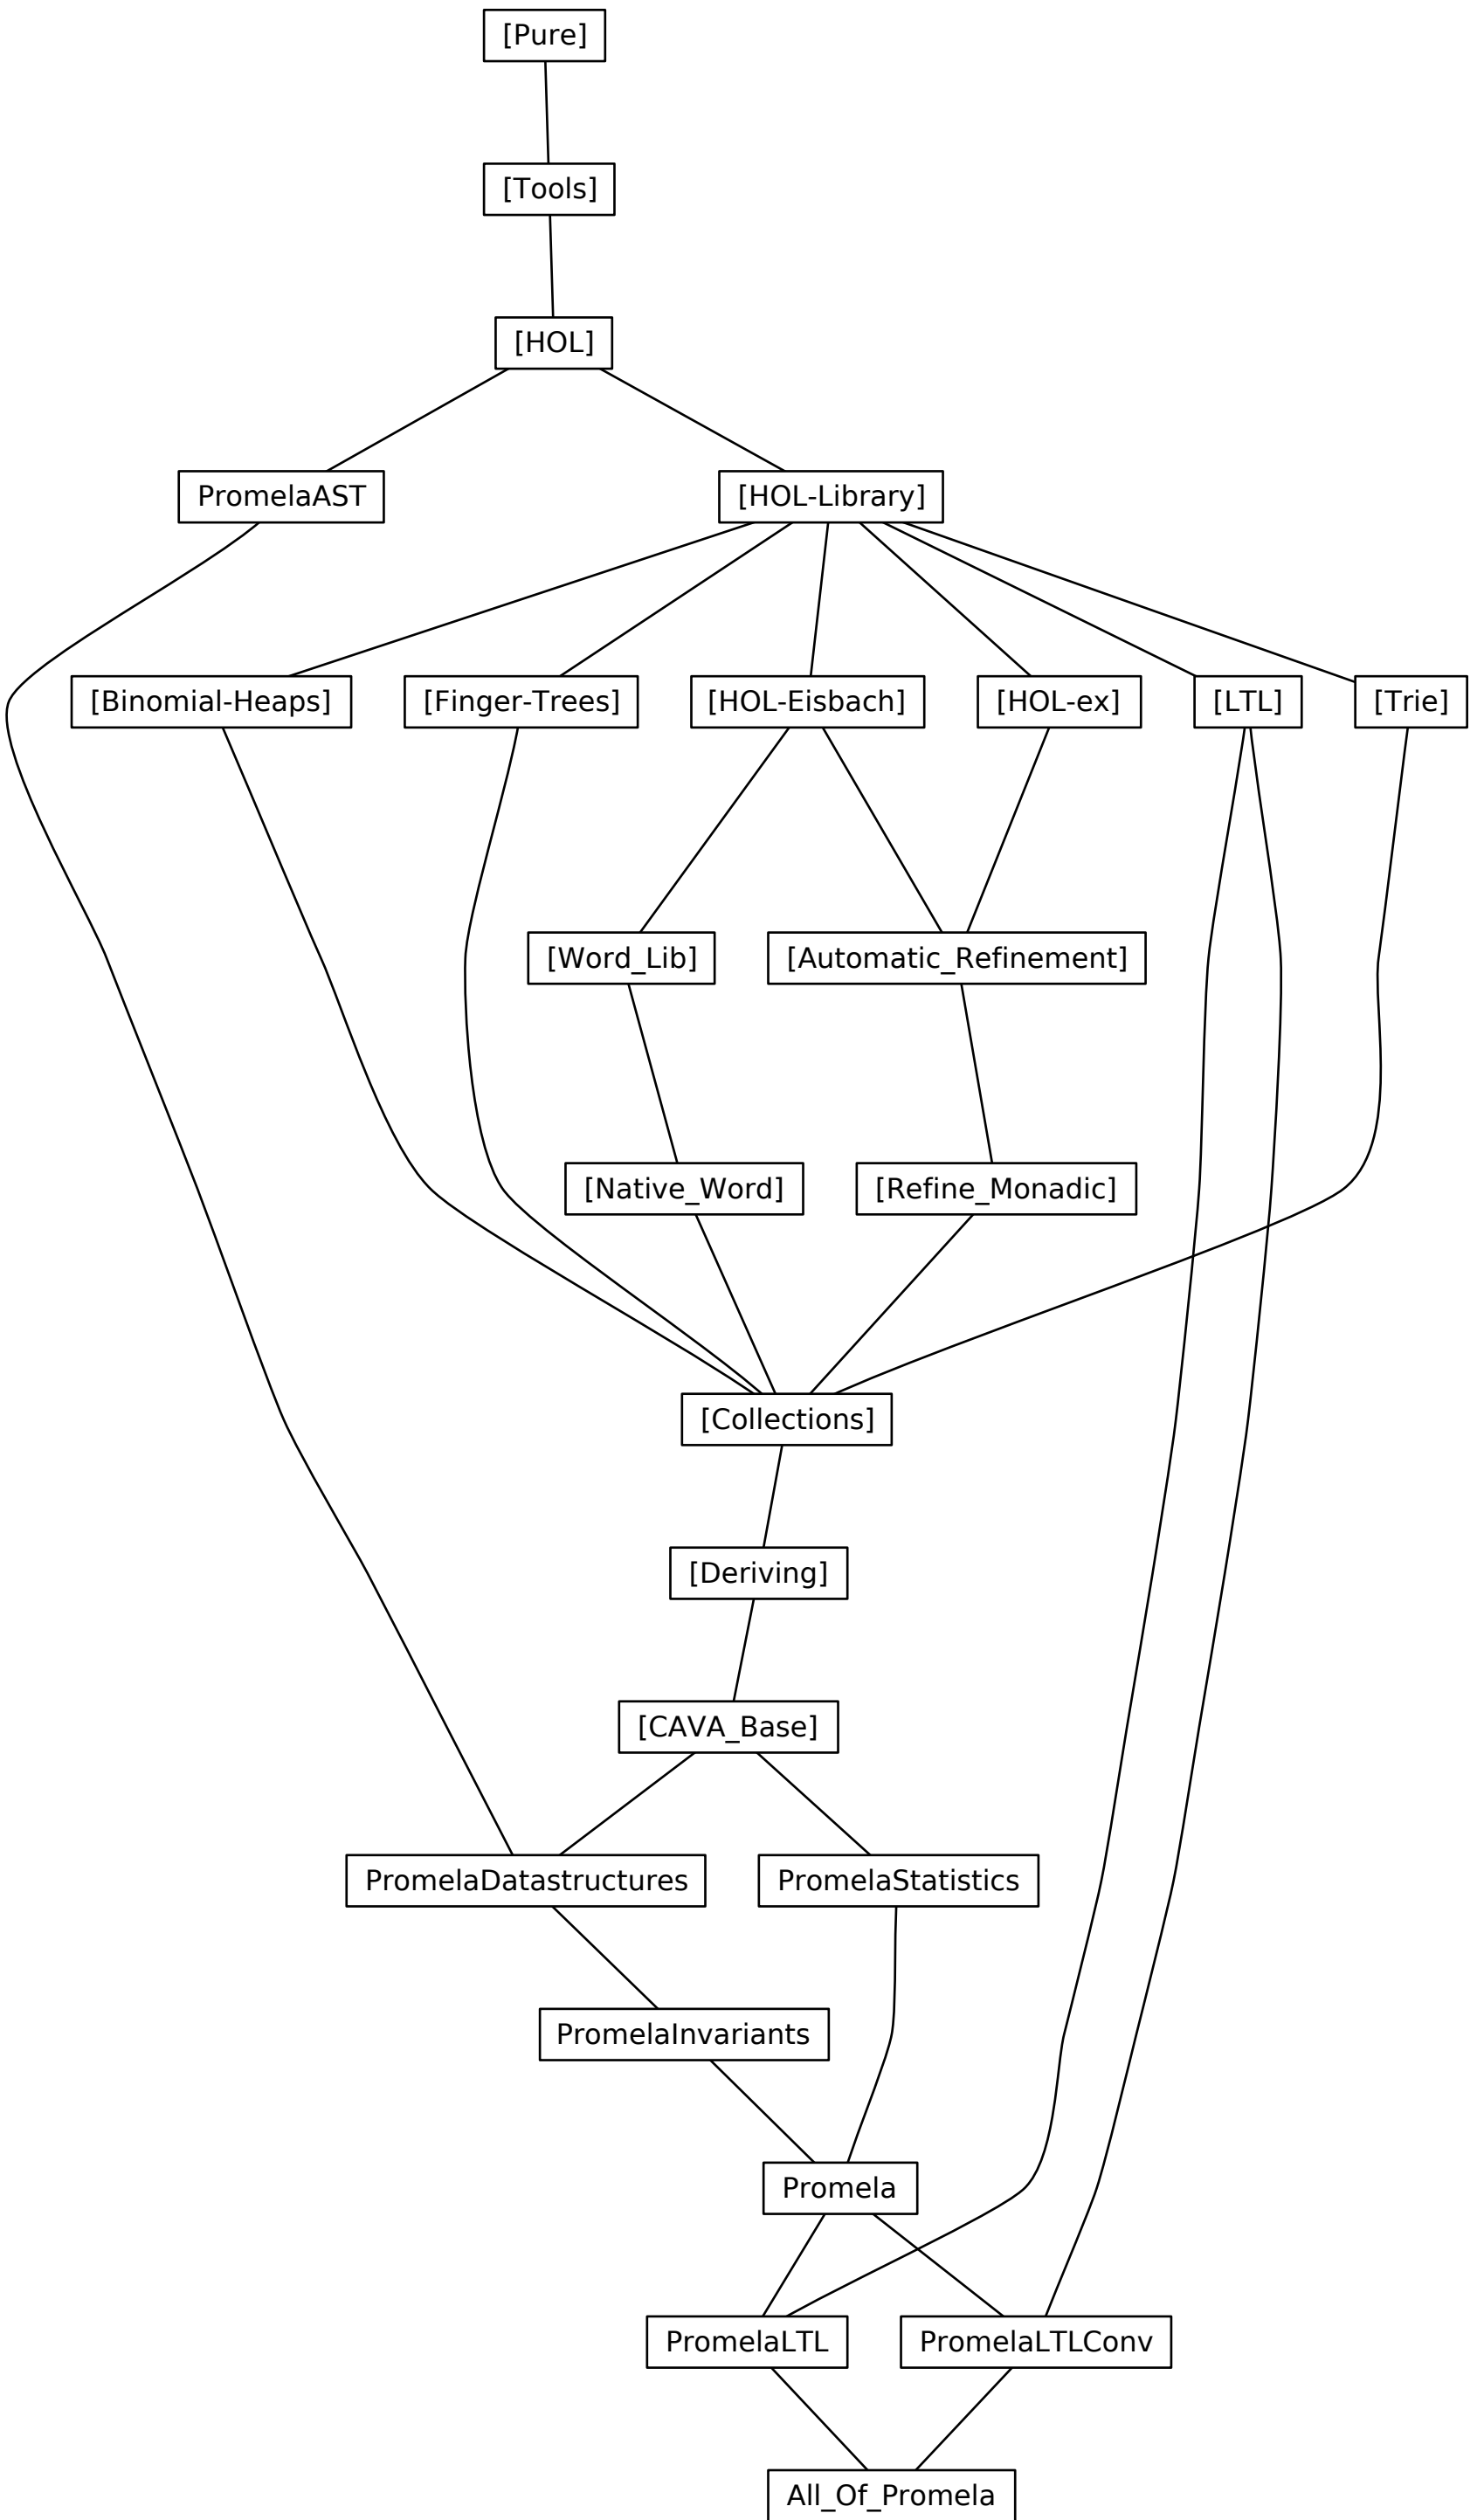 [Pure]
[Tools]
[HOL]
PromelaAST
[HOL-Library]
[Binomial-Heaps]
[Finger-Trees]
[HOL-Eisbach]
[HOL-ex]
[LTL]
[Trie]
[Word_Lib]
[Automatic_Refinement]
[Native_Word]
[Refine_Monadic]
[Collections]
[Deriving]
[CAVA_Base]
PromelaDatastructures
PromelaStatistics
PromelaInvariants
Promela
PromelaLTL
PromelaLTLConv
All_Of_Promela